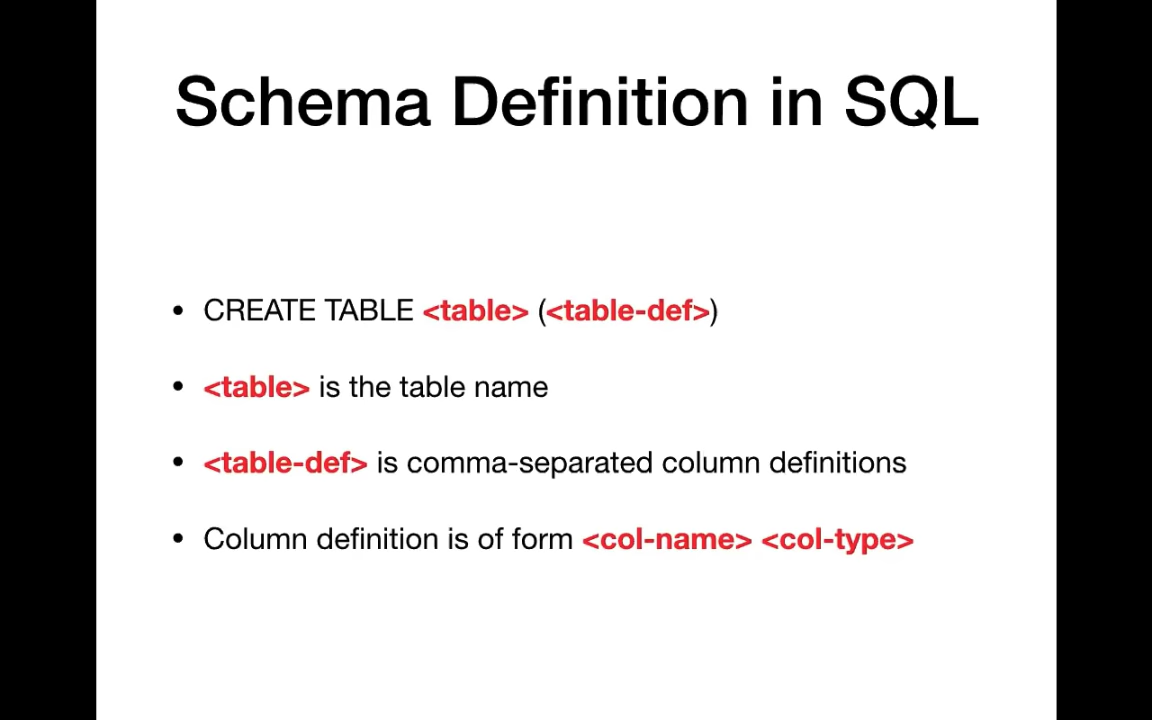 Schema Definition in SQL
• CREATE TABLE <table> (<table-def>)
• <table> is the table name
• <table-def> is comma-separated column definitions
• Column definition is of form <col-name> <col-type>